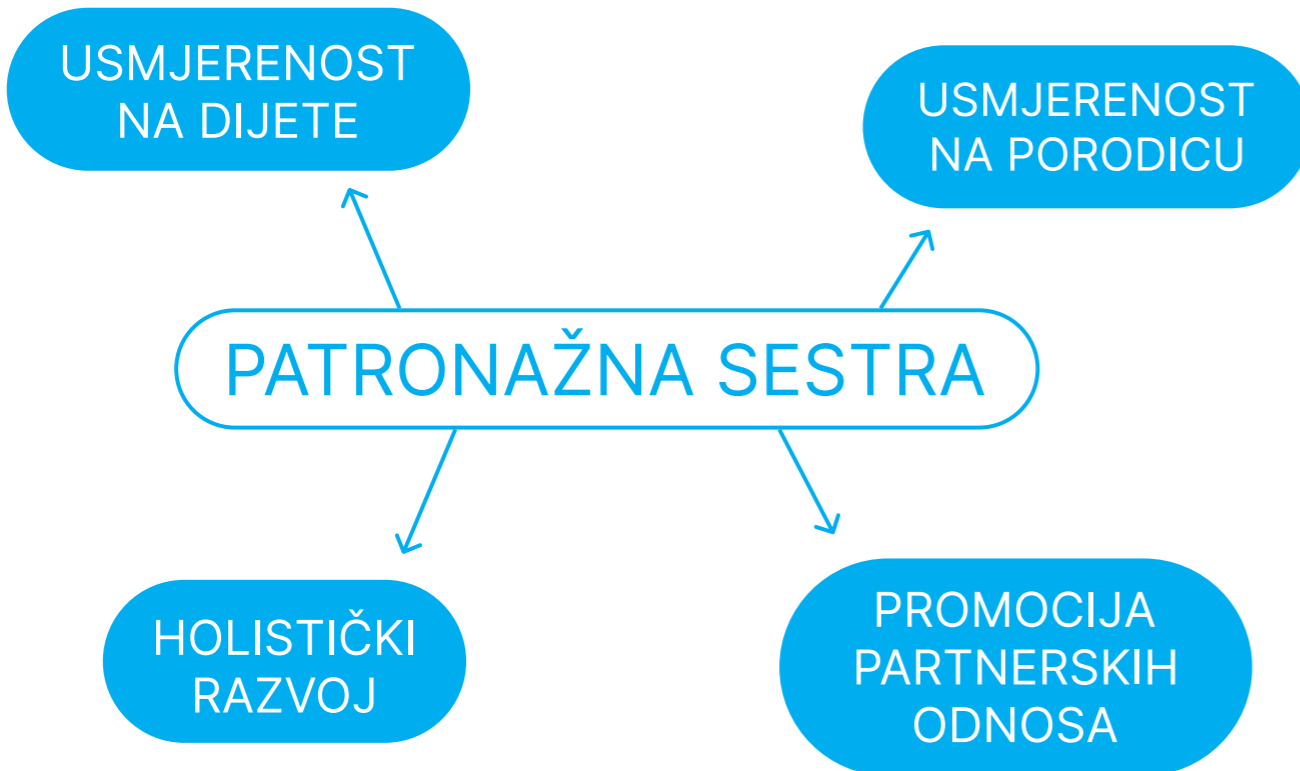 USMJERENOST
NA DIJETE
USMJERENOST
NA PORODICU
PATRONAŽNA SESTRA
HOLISTIČKI
RAZVOJ
PROMOCIJA
PARTNERSKIH
ODNOSA